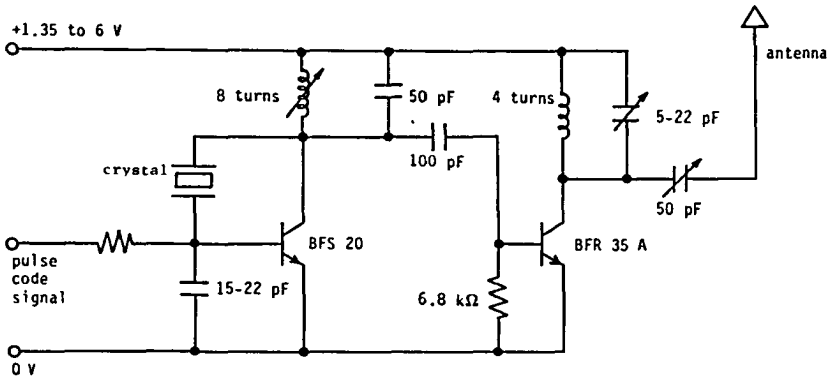 +1.35 to 6 V
antenna
8 turns
50 pF
4 turns
5-22 pF
100 pF
crystal
50 pF
BFS 20
BFR 35 A
pulse
code
signal
15-22 pF
6.8 kΩ
0 V